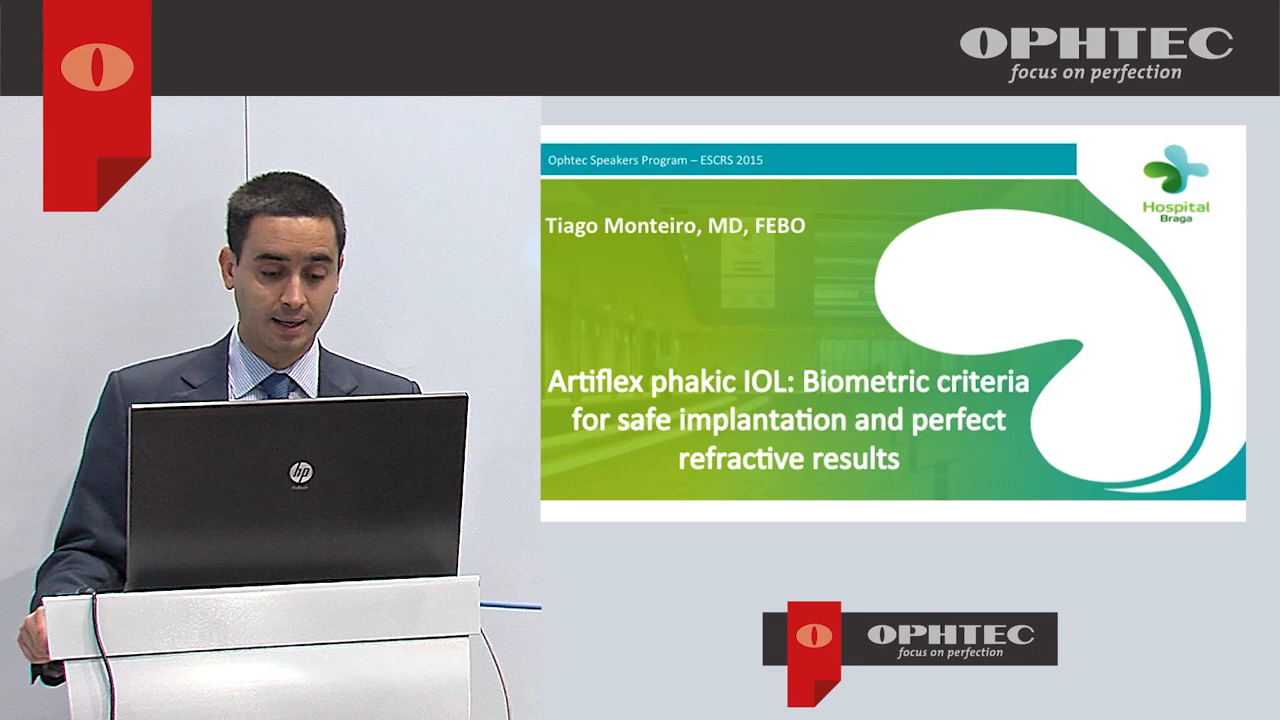 OPHTEC
focus on perfection
Ophtec Speakers Program – ESCRS 2015
Hospital
Braga
Tiago Monteiro, MD, FEBO
Artiflex phakic IOL: Biometric criteria
for safe implantation and perfect
refractive results
hp
OPHTEC
focus on perfection